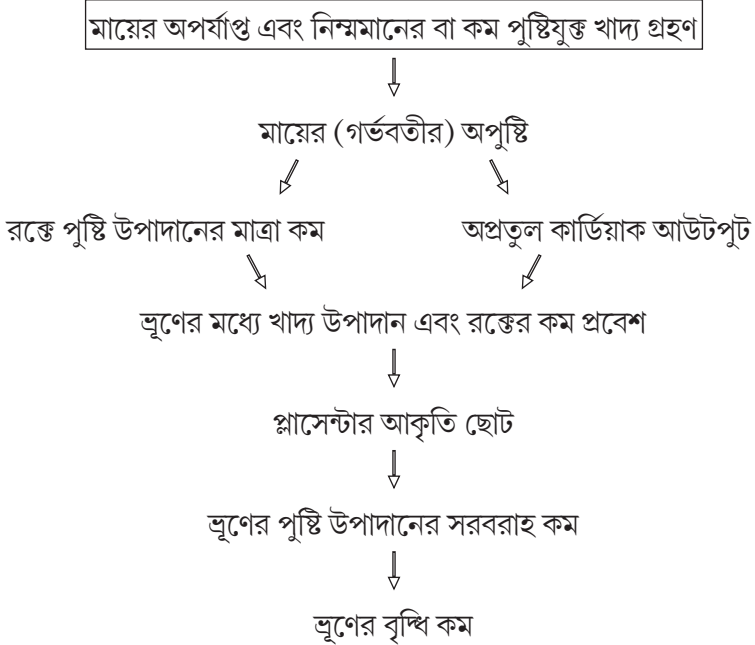 মায়ের অপর্যাপ্ত এবং নিম্নমানের বা কম পুষ্টিযুক্ত খাদ্য গ্রহণ
মায়ের (গর্ভবতীর) অপুষ্টি
রক্তে পুষ্টি উপাদানের মাত্রা কম
অপ্রতুল কার্ডিয়াক আউটপুট
ভ্রূণের মধ্যে খাদ্য উপাদান এবং রক্তের কম প্রবেশ
প্লাসেন্টার আকৃতি ছোট
ভ্রূণের পুষ্টি উপাদানের সরবরাহ কম
ভ্রূণের বৃদ্ধি কম